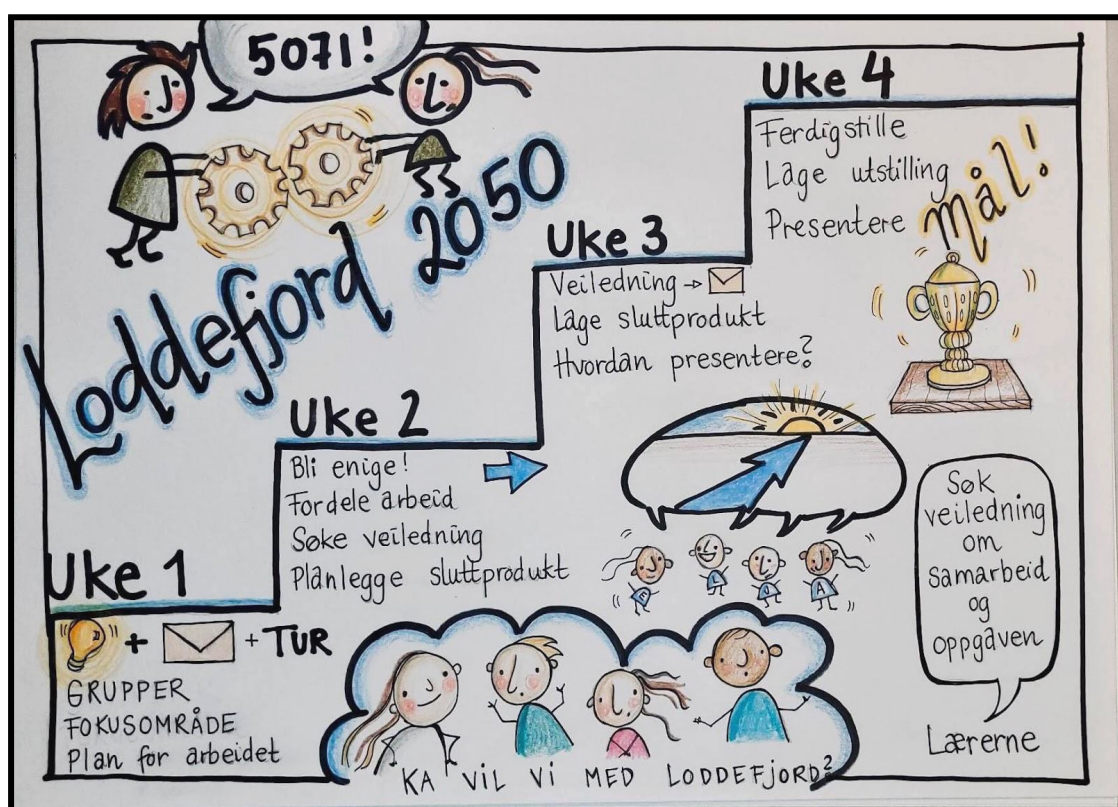 5071!
Loddefjord 2050
Uke 1
+ + TUR
GRUPPER
FOKUSOMRÅDE
Plan for arbeidet
Uke 2
Bli enige!
Fordele arbeid
Søke veiledning
Planlegge sluttprodukt
Uke 3
Veiledning →
Lage sluttprodukt
Hvordan presentere?
Uke 4
Ferdigstille
Lage utstilling
Presentere
Mål!
E J A
KA VIL VI MED LODDEFJORD?
Søk
veiledning
om
samarbeid
og
oppgaven
Lærerne